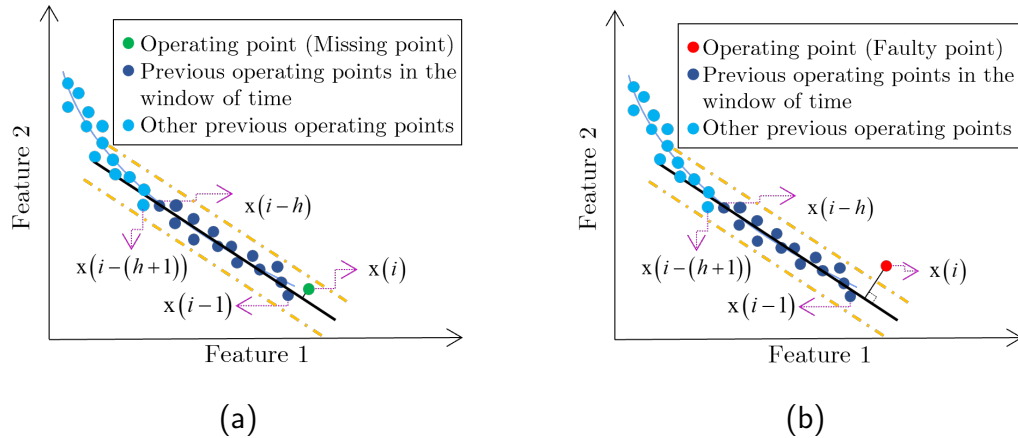 Operating point (Missing point)
Previous operating points in the
window of time
Other previous operating points
Feature 2
x(i−h)
x(i−(h+1))
x(i)
x(i−1)
Feature 1
(a)
Operating point (Faulty point)
Previous operating points in the
window of time
Other previous operating points
Feature 2
x(i−h)
x(i−(h+1))
x(i)
x(i−1)
Feature 1
(b)